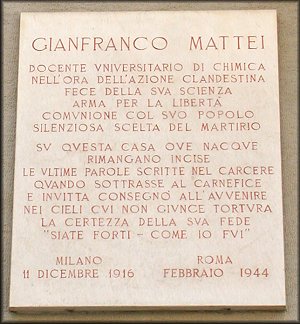 GIANFRANCO MATTEI
DOCENTE VNIVERSITARIO DI CHIMICA
NELL'ORA DELL'AZIONE CLANDESTINA
FECE DELLA SVA SCIENZA
ARMA PER LA LIBERTÀ
COMVNIONE COL SVO POPOLO
SILENZIOSA SCELTA DEL MARTIRIO
SV QVESTA CASA OVE NACQVE
RIMANGANO INCISE
LE VLTIME PAROLE SCRITTE NEL CARCERE
QVANDO SOTTRASSE AL CARNEFICE
E INVITTA CONSEGNÒ ALL'AVVENIRE
NEI CIELI CVI NON GIVNCE TORTVRA
LA CERTEZZA DELLA SVA FEDE
"SIATE FORTI - COME IO FVI"
MILANO ROMA
11 DICEMBRE 1916 FEBBRAIO 1944